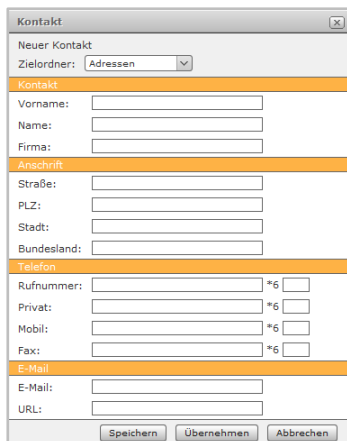 Kontakt
Neuer Kontakt
Zielordner: Adressen
Kontakt
Vorname:
Name:
Firma:
Anschrift
Straße:
PLZ:
Stadt:
Bundesland:
Telefon
Rufnummer: *6
Privat: *6
Mobil: *6
Fax: *6
E-Mail
E-Mail:
URL:
Speichern Übernehmen Abbrechen